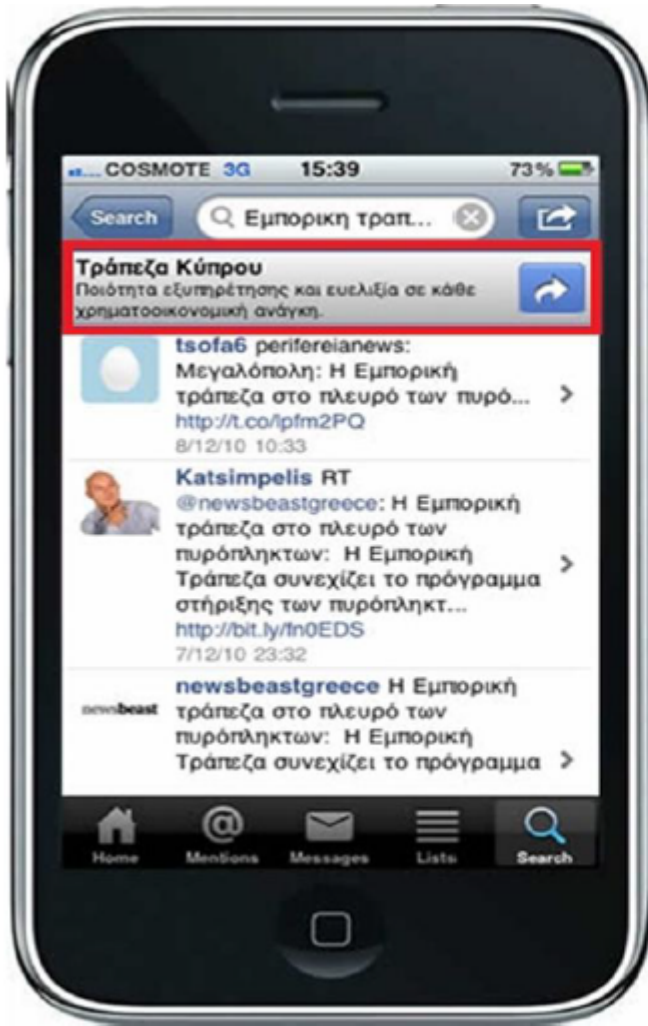 COSMOTE 3G 15:39 73%
Search Εμπορικη τραπ...
Τράπεζα Κύπρου
Ποιότητα εξυπηρέτησης και ευελιξία σε κάθε
χρηματοοικονομική ανάγκη.
tsofa6 perifereianews:
Μεγαλόπολη: Η Εμπορική
τράπεζα στο πλευρό των πυρό...
http://t.co/lpfm2PQ
8/12/10 10:33
Katsimpelis RT
@newsbeastgreece: Η Εμπορική
τράπεζα στο πλευρό των
πυρόπληκτων: Η Εμπορική
Τράπεζα συνεχίζει το πρόγραμμα
στήριξης των πυρόπληκτ...
http://bit.ly/fn0EDS
7/12/10 23:32
newsbeastgreece Η Εμπορική
newsbeast τράπεζα στο πλευρό των
πυρόπληκτων: Η Εμπορική
Τράπεζα συνεχίζει το πρόγραμμα
Home Mentions Messages Lists Search